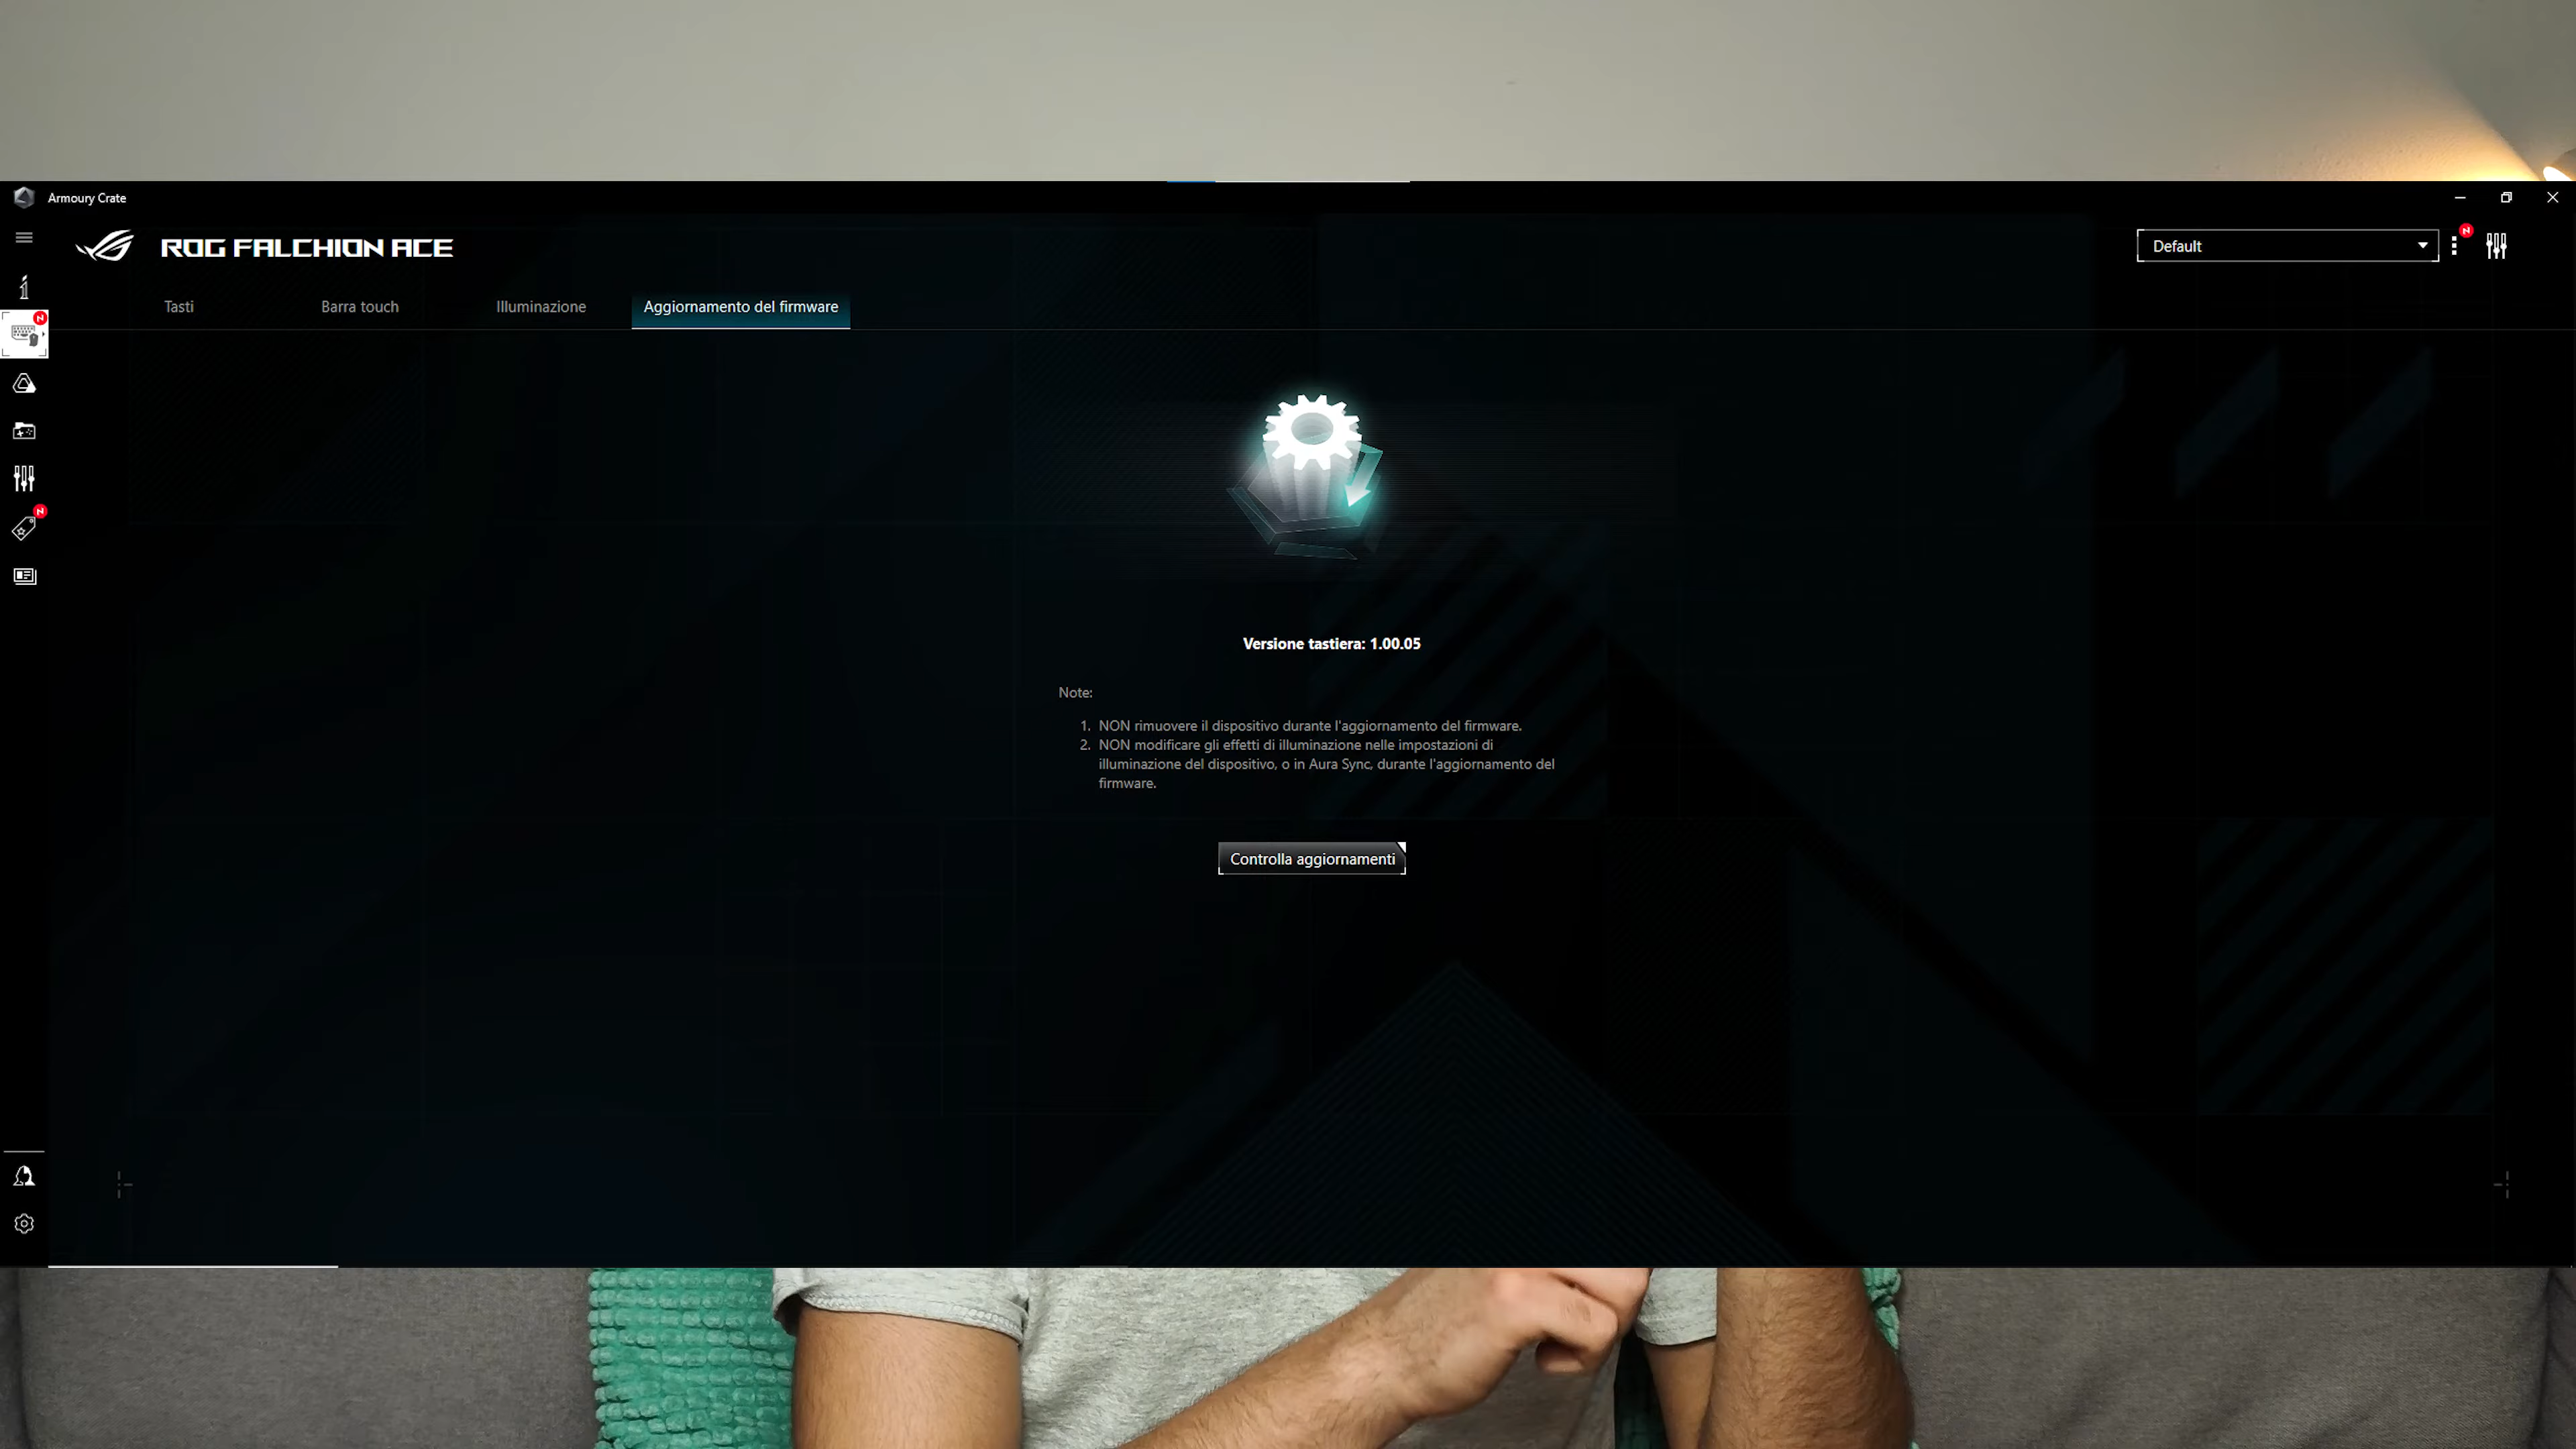 Armoury Crate
ROG FALCHION ACE
Default
N
Tasti
Barra touch
Illuminazione
Aggiornamento del firmware
N
N
Versione tastiera: 1.00.05
Note:
1. NON rimuovere il dispositivo durante l'aggiornamento del firmware.
2. NON modificare gli effetti di illuminazione nelle impostazioni di
illuminazione del dispositivo, o in Aura Sync, durante l'aggiornamento del
firmware.
Controlla aggiornamenti